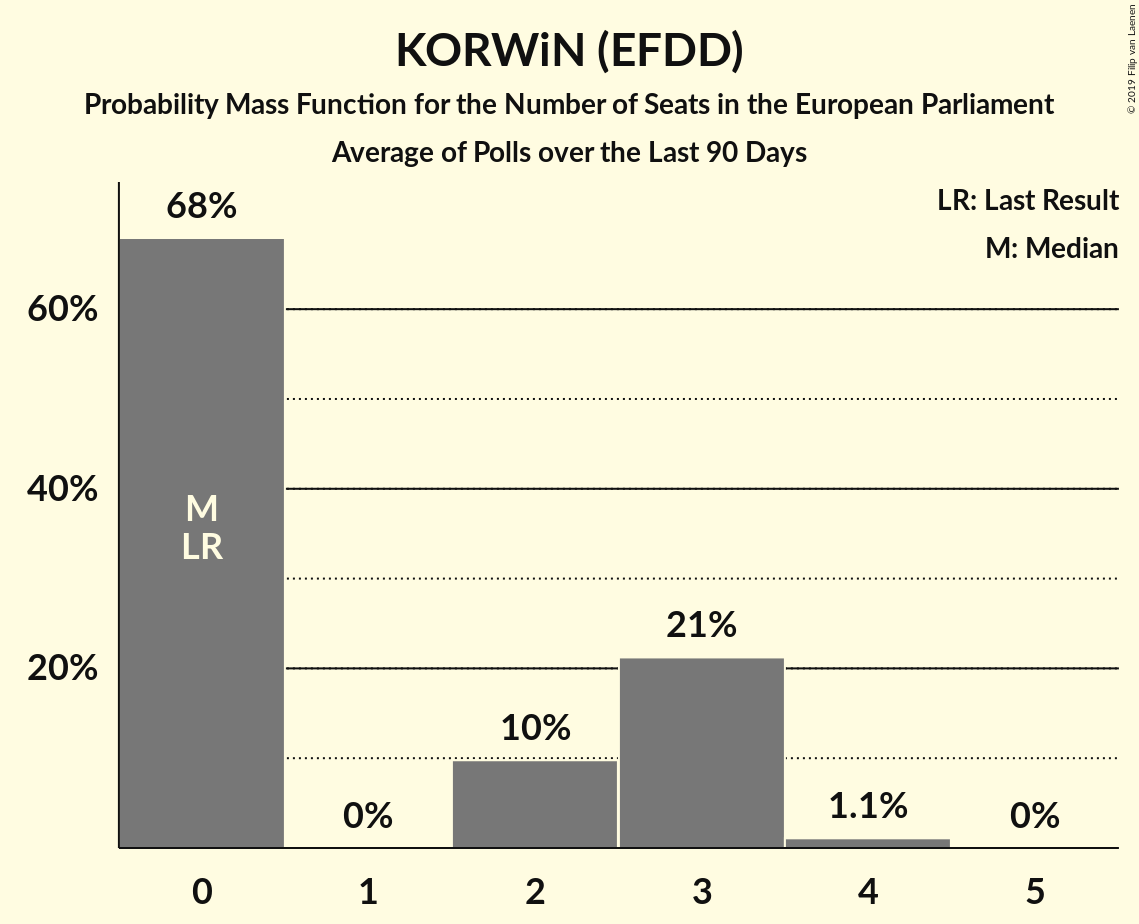 KORWiN (EFDD)
Probability Mass Function for the Number of Seats in the European Parliament
Average of Polls over the Last 90 Days
© 2019 Filip van Laenen
LR: Last Result
M: Median
68%
60%
40%
20%
M
LR
0%
10%
21%
1.1%
0%
0 1 2 3 4 5